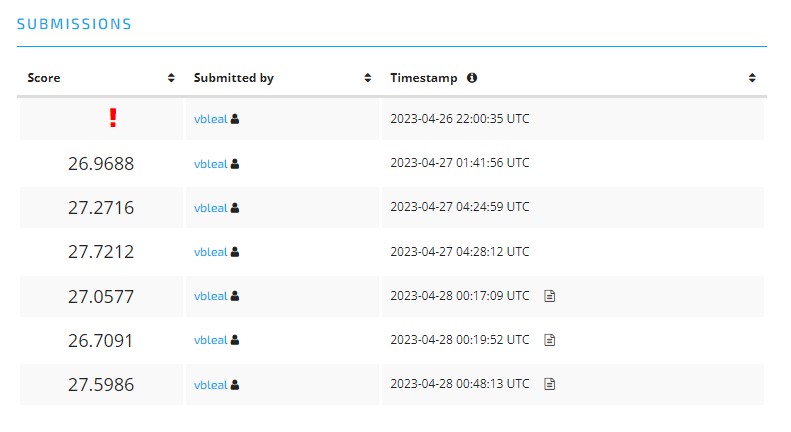 SUBMISSIONS
Score Submitted by Timestamp
! vbleal 2023-04-26 22:00:35 UTC
26.9688 vbleal 2023-04-27 01:41:56 UTC
27.2716 vbleal 2023-04-27 04:24:59 UTC
27.7212 vbleal 2023-04-27 04:28:12 UTC
27.0577 vbleal 2023-04-28 00:17:09 UTC
26.7091 vbleal 2023-04-28 00:19:52 UTC
27.5986 vbleal 2023-04-28 00:48:13 UTC